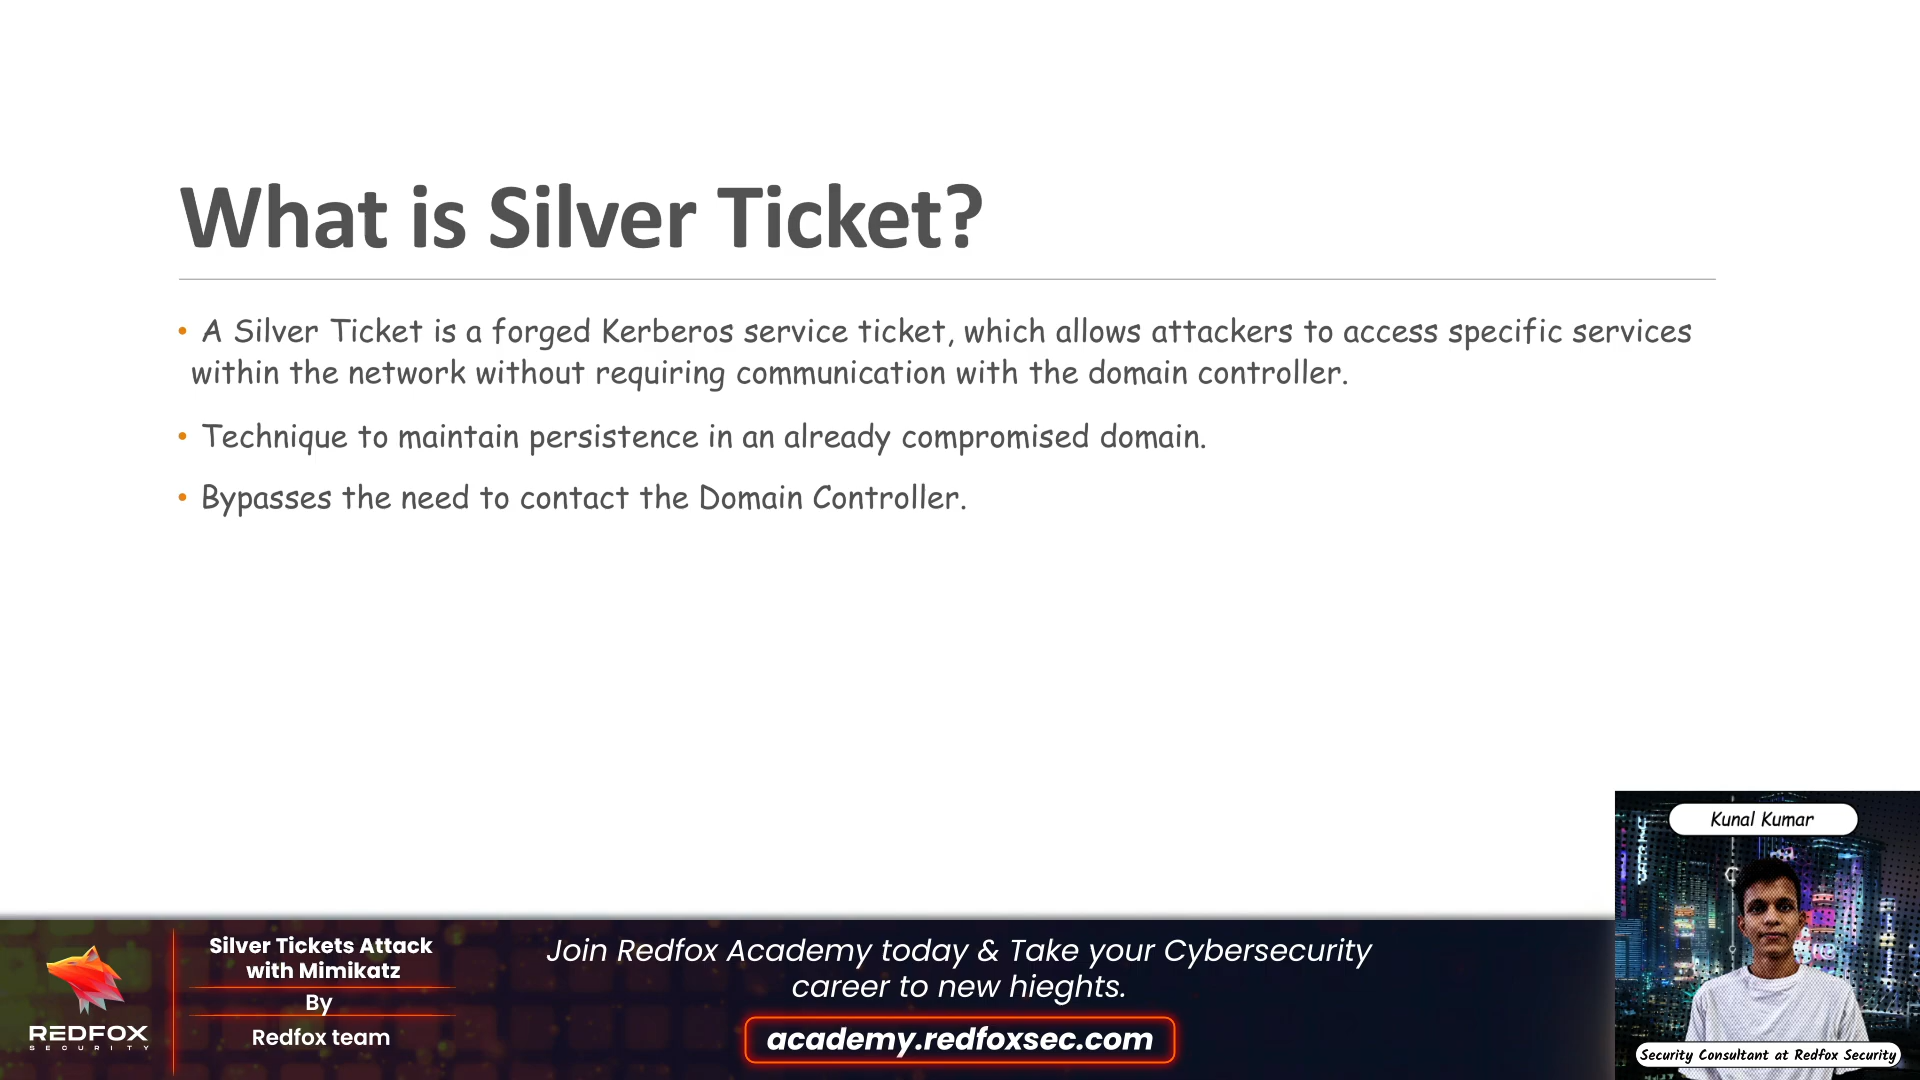 What is Silver Ticket?
• A Silver Ticket is a forged Kerberos service ticket, which allows attackers to access specific services
within the network without requiring communication with the domain controller.
• Technique to maintain persistence in an already compromised domain.
• Bypasses the need to contact the Domain Controller.
Kunal Kumar
Security Consultant at Redfox Security
REDFOX
SECURITY
Silver Tickets Attack
with Mimikatz
By
Redfox team
Join Redfox Academy today & Take your Cybersecurity
career to new hieghts.
academy.redfoxsec.com